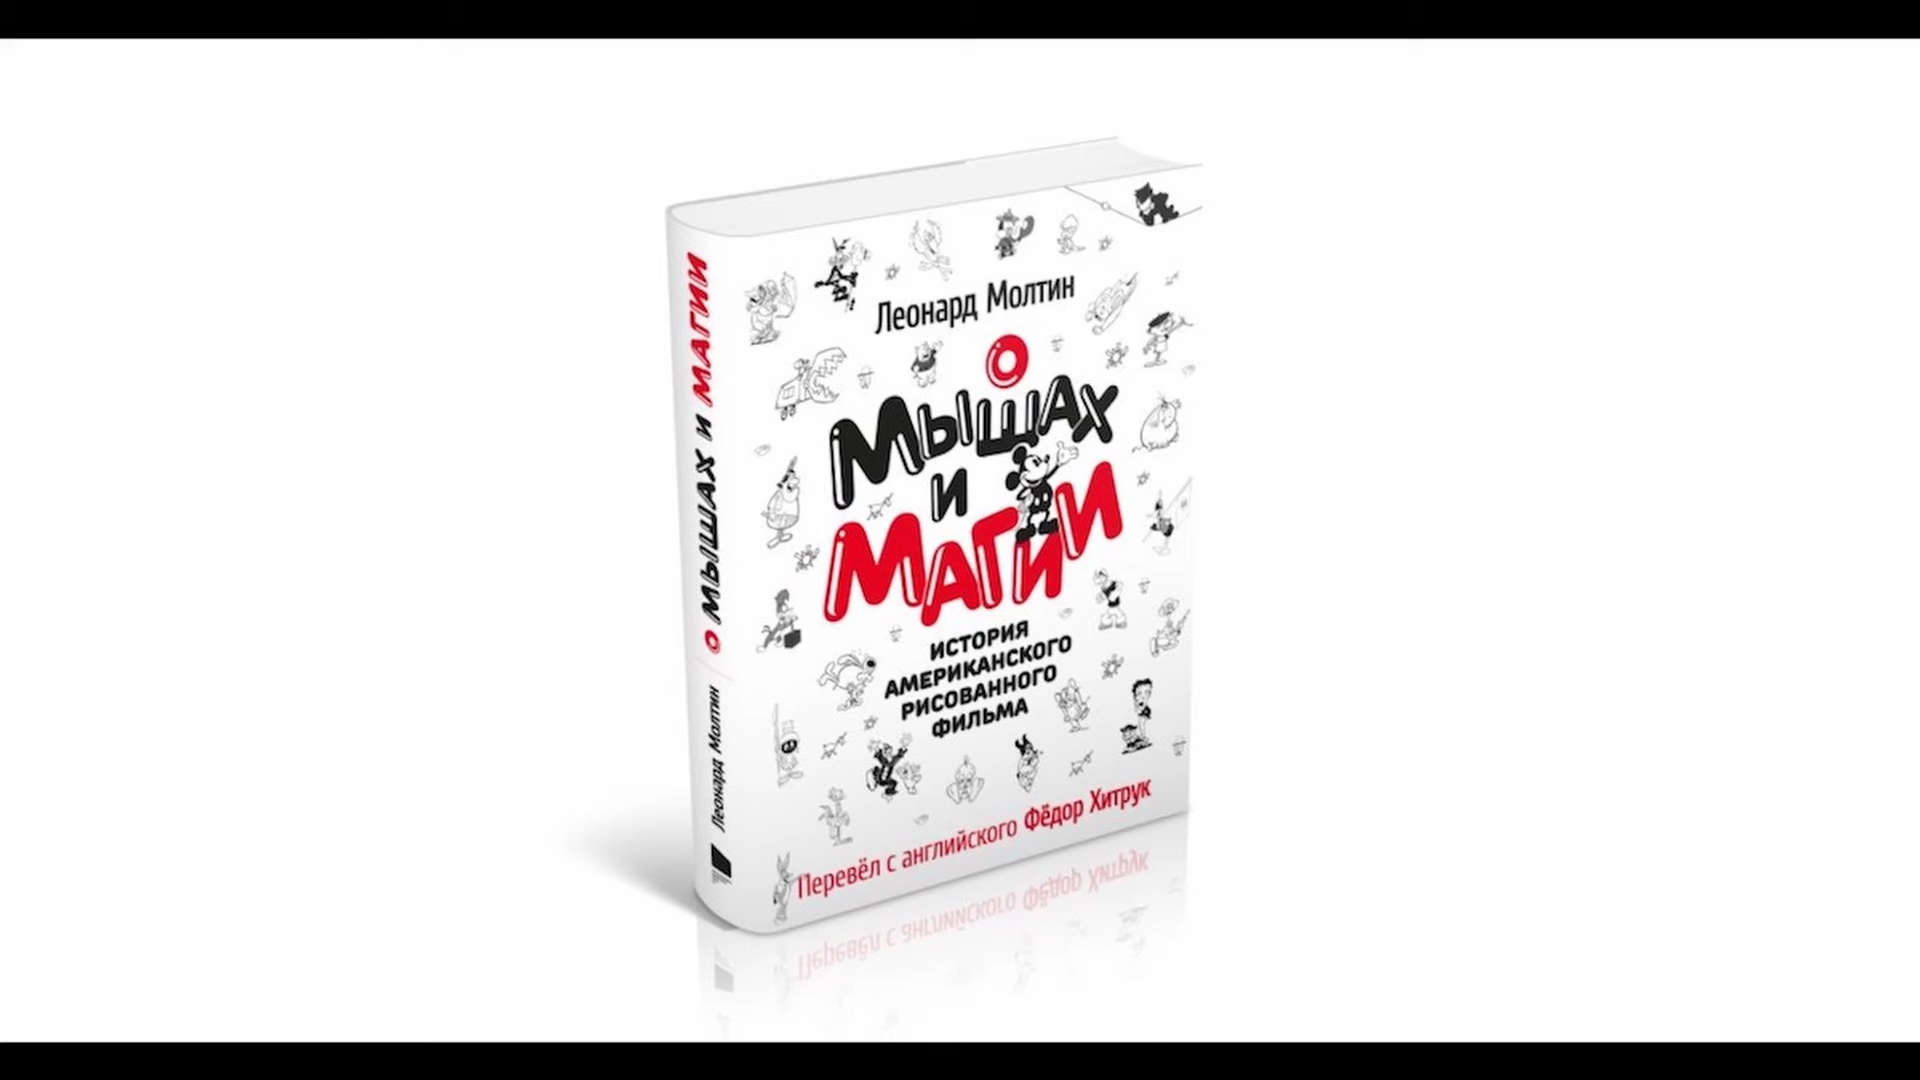 Леонард Молтин
О
Мышах
и
Магии
ИСТОРИЯ
АМЕРИКАНСКОГО
РИСОВАННОГО
ФИЛЬМА
Перевёл с английского Фёдор Хитрук
Леонард Молтин О Мышах и Магии